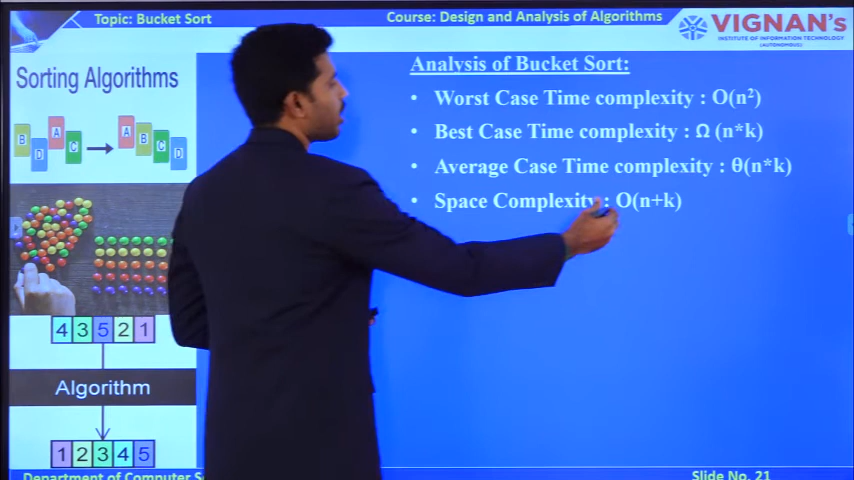 Topic: Bucket Sort
Course: Design and Analysis of Algorithms
VIGNAN's
INSTITUTE OF INFORMATION TECHNOLOGY
(AUTONOMOUS)
Sorting Algorithms
B D A C A B C D
4 3 5 2 1
Algorithm
1 2 3 4 5
Analysis of Bucket Sort:
• Worst Case Time complexity : O(n²)
• Best Case Time complexity : Ω (n*k)
• Average Case Time complexity : θ(n*k)
• Space Complexity : O(n+k)
Department of Computer
Slide No. 21